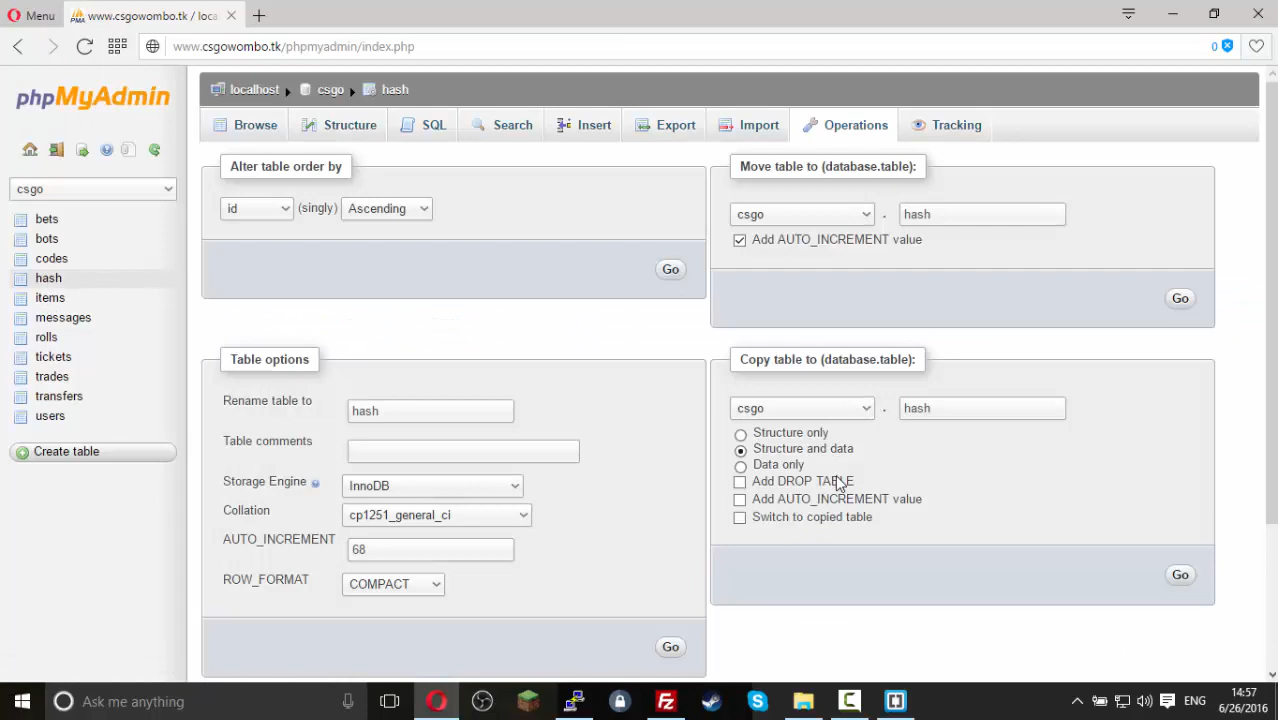 Menu
PMA
www.csgowombo.tk / loca
www.csgowombo.tk/phpmyadmin/index.php
0
phpMyAdmin
csgo
bets
bots
codes
hash
items
messages
rolls
tickets
trades
transfers
users
Create table
localhost
csgo
hash
Browse
Structure
SQL
Search
Insert
Export
Import
Operations
Tracking
Alter table order by
id
(singly)
Ascending
Go
Move table to (database.table):
csgo
.
hash
Add AUTO_INCREMENT value
Go
Table options
Rename table to
hash
Table comments
Storage Engine
InnoDB
Collation
cp1251_general_ci
AUTO_INCREMENT
68
ROW_FORMAT
COMPACT
Go
Copy table to (database.table):
csgo
.
hash
Structure only
Structure and data
Data only
Add DROP TABLE
Add AUTO_INCREMENT value
Switch to copied table
Go
Ask me anything
ENG
14:57
6/26/2016